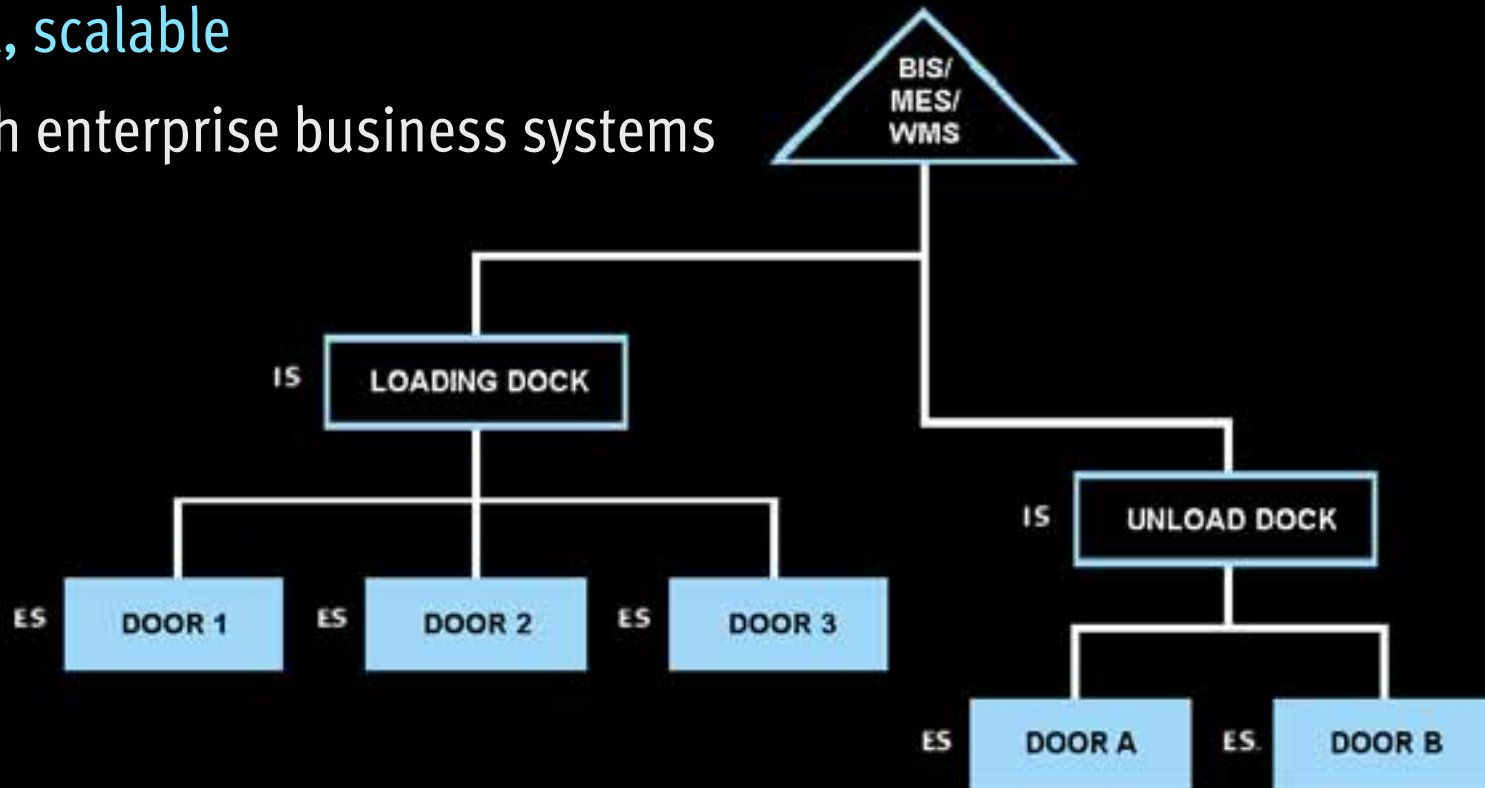 , scalable
h enterprise business systems
BIS/
MES/
WMS
IS
LOADING DOCK
IS
UNLOAD DOCK
ES
DOOR 1
ES
DOOR 2
ES
DOOR 3
ES
DOOR A
ES.
DOOR B